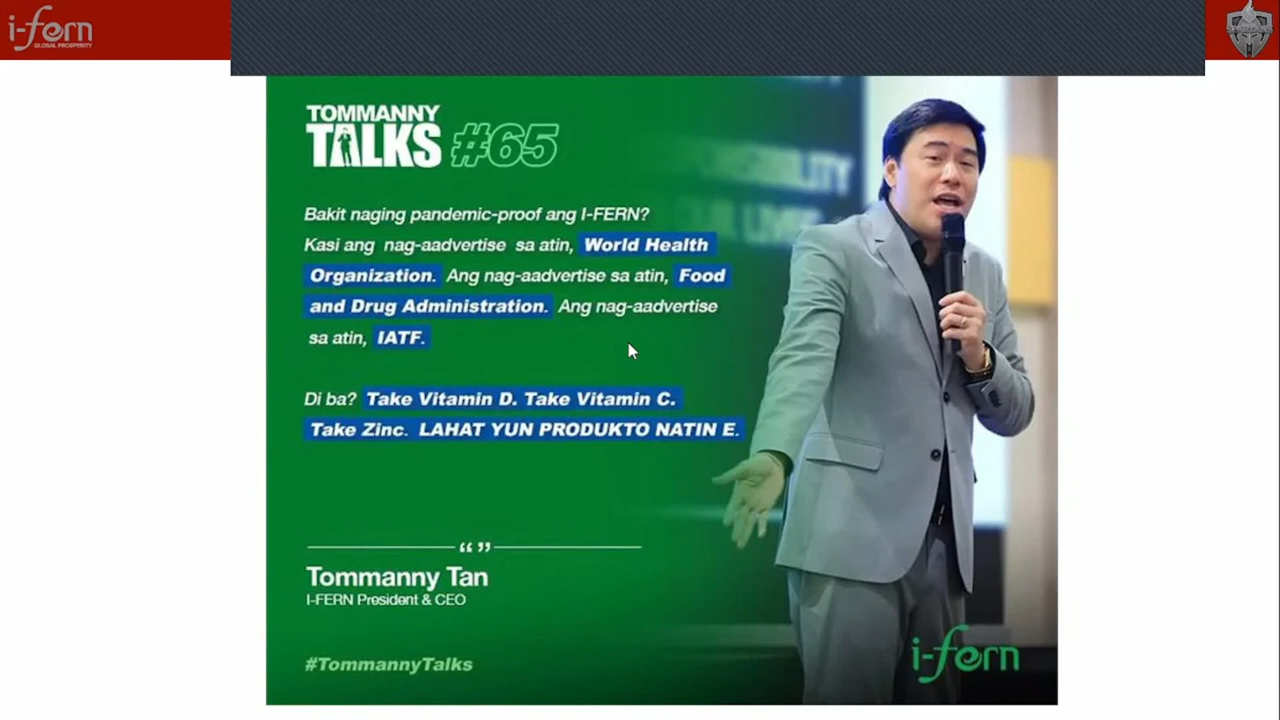 i-fern
GLOBAL PROSPERITY
TOMMANNY
TALKS #65
Bakit naging pandemic-proof ang I-FERN?
Kasi ang nag-aadvertise sa atin, World Health
Organization. Ang nag-aadvertise sa atin, Food
and Drug Administration. Ang nag-aadvertise
sa atin, IATF.
Di ba? Take Vitamin D. Take Vitamin C.
Take Zinc. LAHAT YUN PRODUKTO NATIN E.
“ ”
Tommanny Tan
I-FERN President & CEO
#TommannyTalks
i-fern